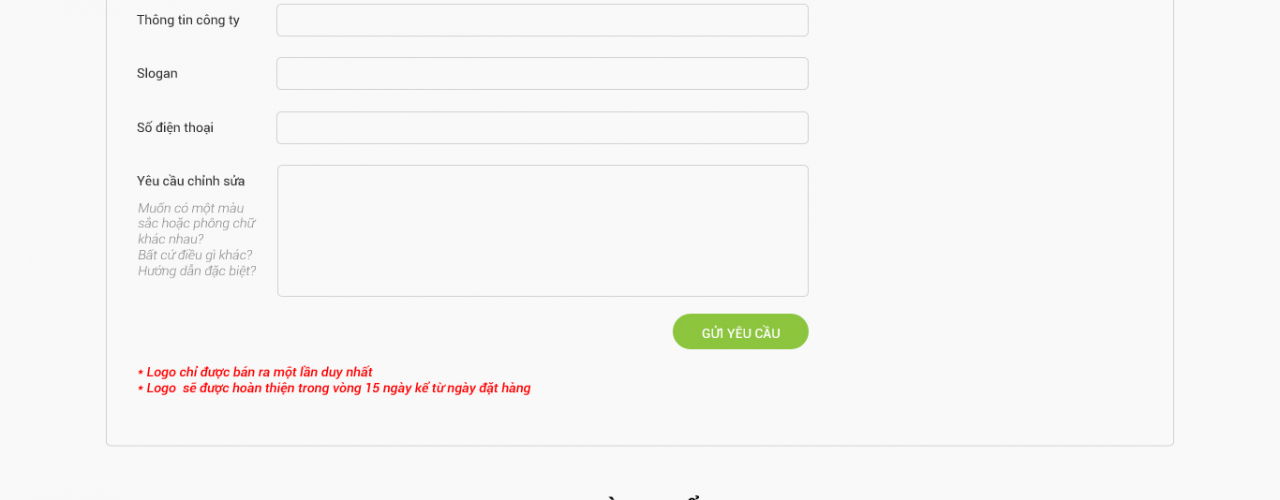 Thông tin công ty
Slogan
Số điện thoại
Yêu cầu chỉnh sửa
Muốn có một màu
sắc hoặc phông chữ
khác nhau?
Bất cứ điều gì khác?
Hướng dẫn đặc biệt?
GỬI YÊU CẦU
* Logo chỉ được bán ra một lần duy nhất
* Logo sẽ được hoàn thiện trong vòng 15 ngày kể từ ngày đặt hàng